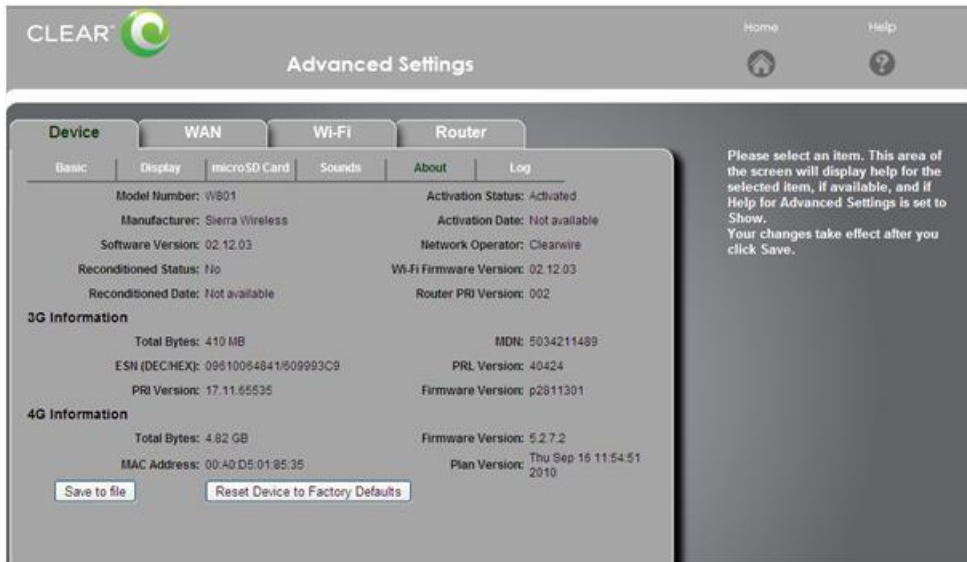 CLEAR
Home
Help
Advanced Settings
Device
WAN
Wi-Fi
Router
Basic
Display
microSD Card
Sounds
About
Log
Model Number: W801
Activation Status: Activated
Manufacturer: Sierra Wireless
Activation Date: Not available
Software Version: 02.12.03
Network Operator: Clearwire
Reconditioned Status: No
Wi-Fi Firmware Version: 02.12.03
Reconditioned Date: Not available
Router PRI Version: 002
3G Information
Total Bytes: 410 MB
MDN: 5034211489
ESN (DEC/HEX): 09610064841/609993C9
PRL Version: 40424
PRI Version: 17.11.65535
Firmware Version: p2811301
4G Information
Total Bytes: 4.82 GB
Firmware Version: 5.2.7.2
MAC Address: 00:A0:D5:01:85:35
Plan Version: Thu Sep 16 11:54:51
2010
Save to file
Reset Device to Factory Defaults
Please select an item. This area of
the screen will display help for the
selected item, if available, and if
Help for Advanced Settings is set to
Show.
Your changes take effect after you
click Save.